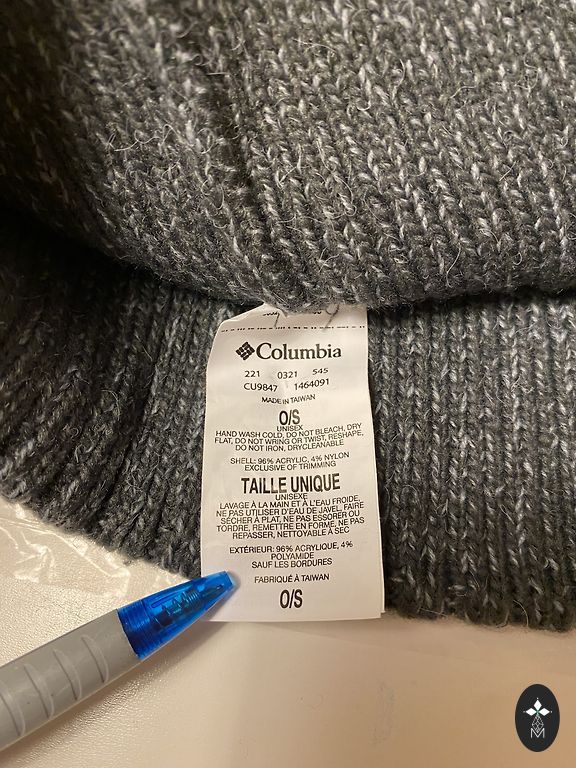 Columbia
221 0321 545
CU9847 1464091
MADE IN TAIWAN
O/S
UNISEX
HAND WASH COLD, DO NOT BLEACH, DRY
FLAT, DO NOT WRING OR TWIST, RESHAPE,
DO NOT IRON, DRYCLEANABLE
SHELL: 96% ACRYLIC, 4% NYLON
EXCLUSIVE OF TRIMMING
TAILLE UNIQUE
UNISEXE
LAVAGE À LA MAIN ET À L'EAU FROIDE,
NE PAS UTILISER D'EAU DE JAVEL, FAIRE
SÉCHER À PLAT, NE PAS ESSORER OU
TORDRE, REMETTRE EN FORME, NE PAS
REPASSER, NETTOYABLE À SEC
EXTÉRIEUR: 96% ACRYLIQUE, 4%
POLYAMIDE
SAUF LES BORDURES
FABRIQUÉ À TAIWAN
O/S
M